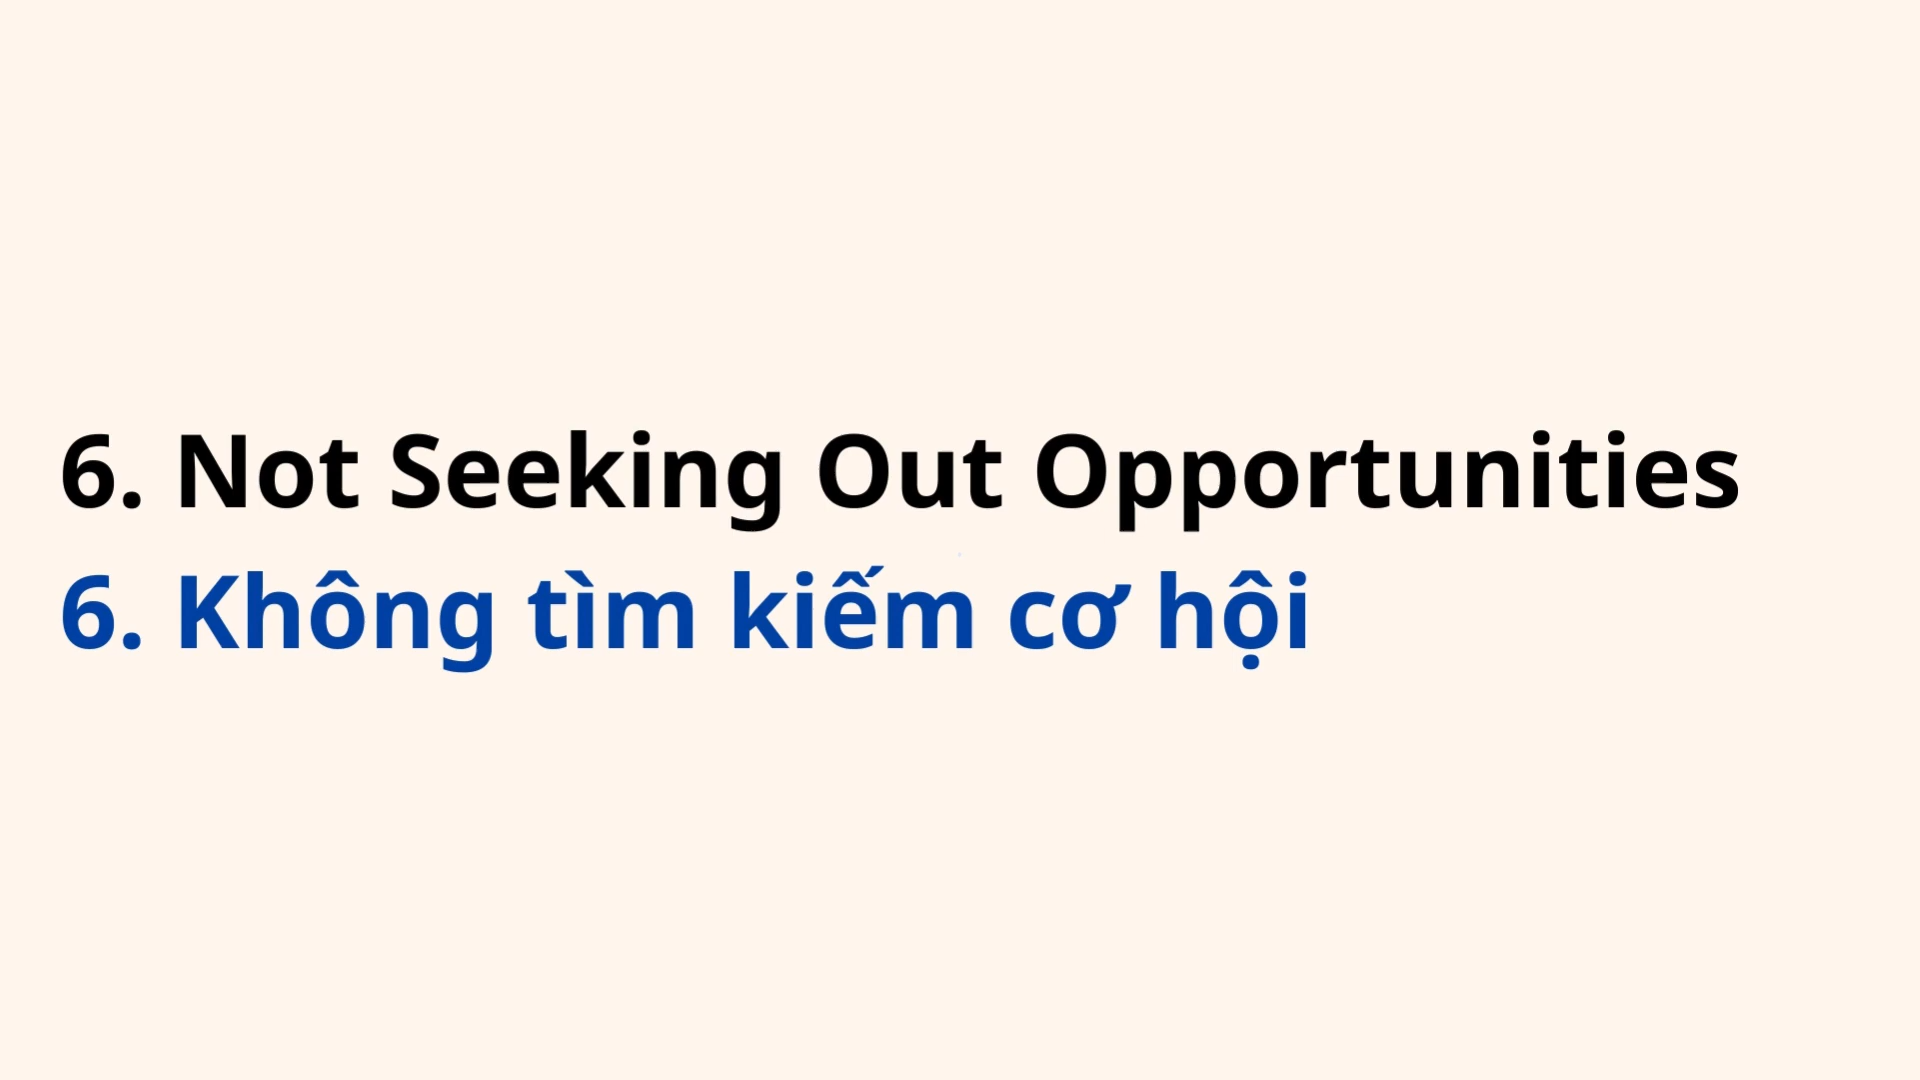 6. Not Seeking Out Opportunities
6. Không tìm kiếm cơ hội